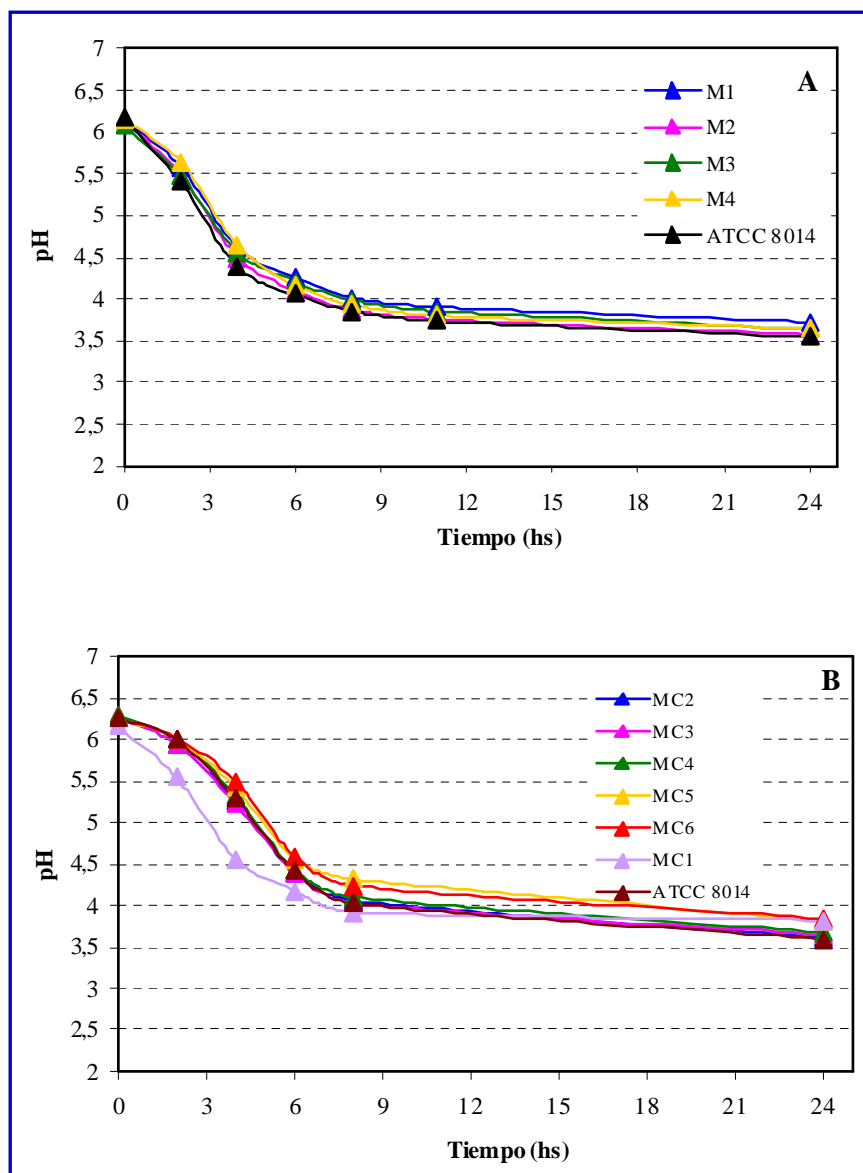 A
7
6,5
6
5,5
5
4,5
4
3,5
3
2,5
2
pH
M1
M2
M3
M4
ATCC 8014
0 3 6 9 12 15 18 21 24
Tiempo (hs)
B
7
6,5
6
5,5
5
4,5
4
3,5
3
2,5
2
pH
MC2
MC3
MC4
MC5
MC6
MC1
ATCC 8014
0 3 6 9 12 15 18 21 24
Tiempo (hs)